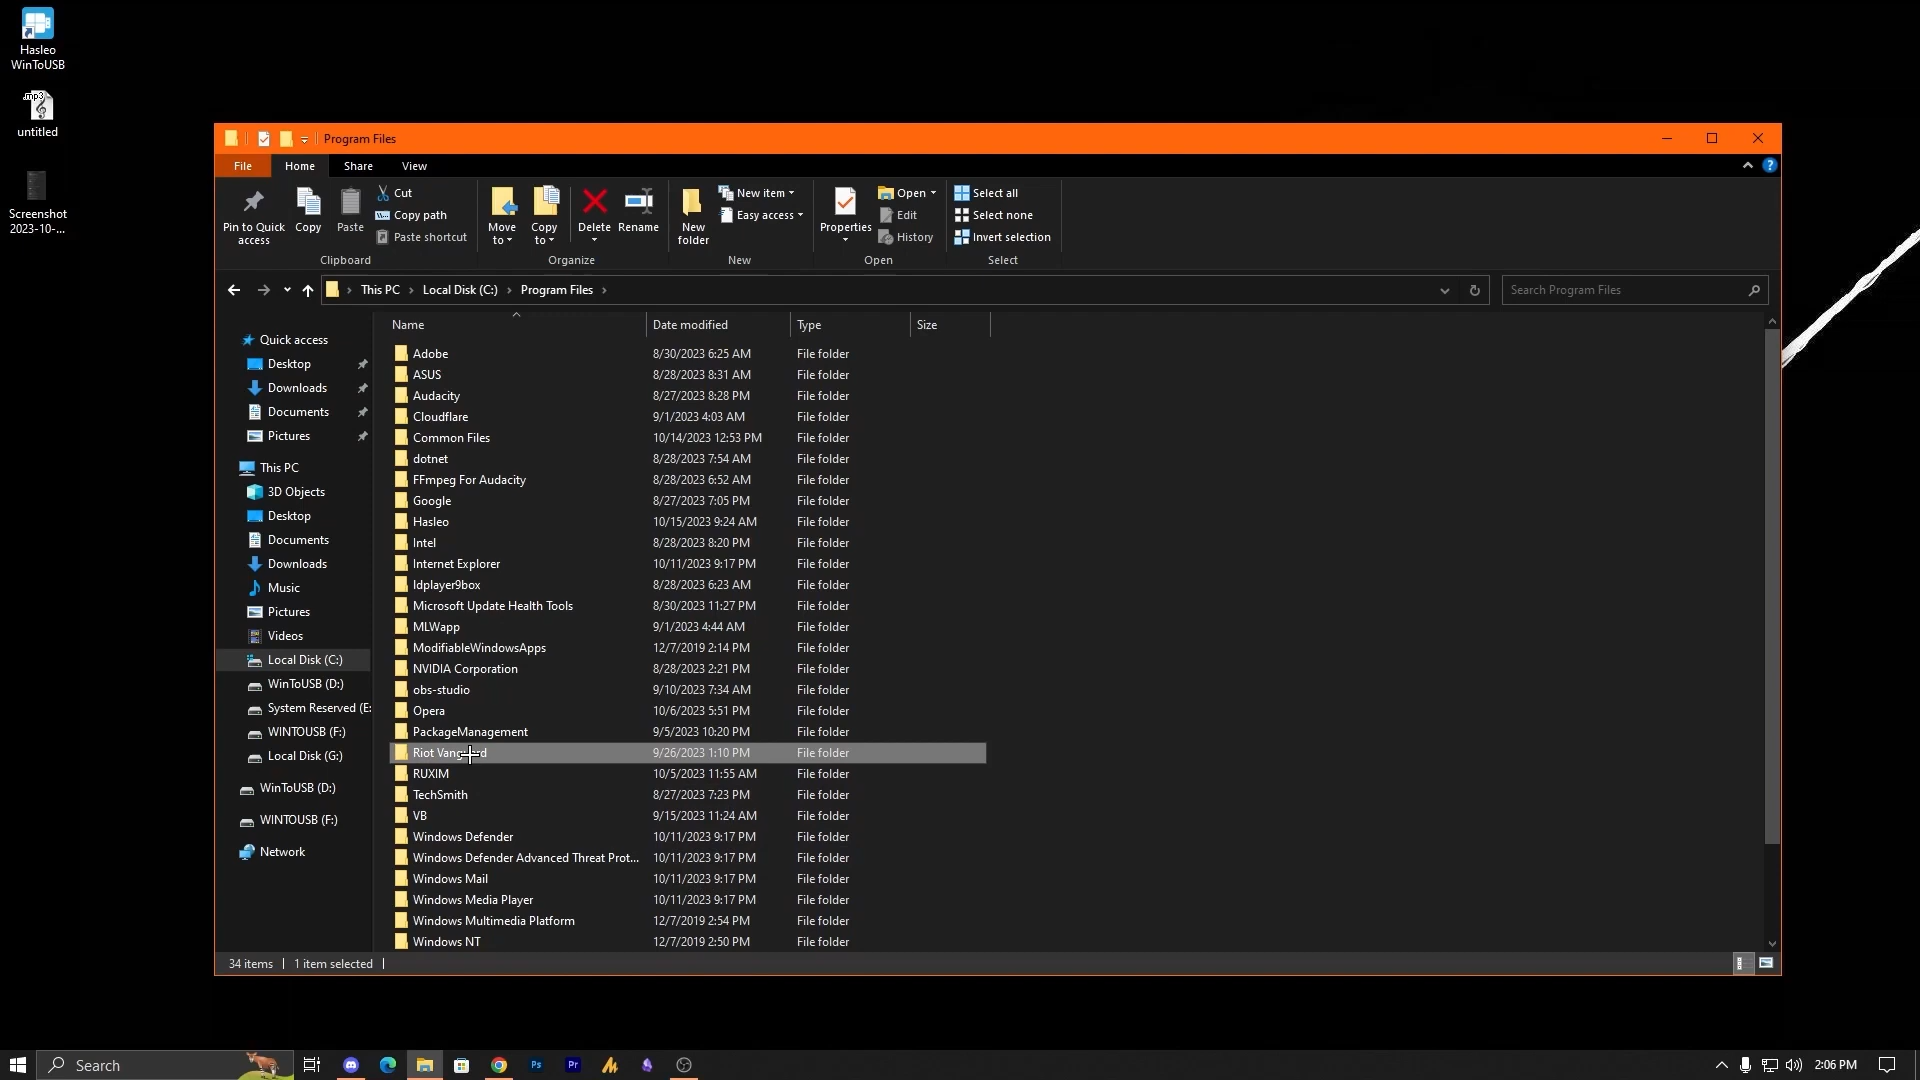 Hasleo
WinToUSB
.mp3
untitled
Screenshot
2023-10-...
Program Files
File
Home
Share
View
Pin to Quick
access
Copy
Paste
Cut
Copy path
Paste shortcut
Clipboard
Move
to
Copy
to
Delete
Rename
Organize
New
folder
New item
Easy access
New
Properties
Open
Edit
History
Open
Select all
Select none
Invert selection
Select
This PC
Local Disk (C:)
Program Files
Search Program Files
Quick access
Desktop
Downloads
Documents
Pictures
This PC
3D Objects
Desktop
Documents
Downloads
Music
Pictures
Videos
Local Disk (C:)
WinToUSB (D:)
System Reserved (E:
WINTOUSB (F:)
Local Disk (G:)
WinToUSB (D:)
WINTOUSB (F:)
Network
Name Date modified Type Size
Adobe 8/30/2023 6:25 AM File folder
ASUS 8/28/2023 8:31 AM File folder
Audacity 8/27/2023 8:28 PM File folder
Cloudflare 9/1/2023 4:03 AM File folder
Common Files 10/14/2023 12:53 PM File folder
dotnet 8/28/2023 7:54 AM File folder
FFmpeg For Audacity 8/28/2023 6:52 AM File folder
Google 8/27/2023 7:05 PM File folder
Hasleo 10/15/2023 9:24 AM File folder
Intel 8/28/2023 8:20 PM File folder
Internet Explorer 10/11/2023 9:17 PM File folder
ldplayer9box 8/28/2023 6:23 AM File folder
Microsoft Update Health Tools 8/30/2023 11:27 PM File folder
MLWapp 9/1/2023 4:44 AM File folder
ModifiableWindowsApps 12/7/2019 2:14 PM File folder
NVIDIA Corporation 8/28/2023 2:21 PM File folder
obs-studio 9/10/2023 7:34 AM File folder
Opera 10/6/2023 5:51 PM File folder
PackageManagement 9/5/2023 10:20 PM File folder
Riot Vanguard 9/26/2023 1:10 PM File folder
RUXIM 10/5/2023 11:55 AM File folder
TechSmith 8/27/2023 7:23 PM File folder
VB 9/15/2023 11:24 AM File folder
Windows Defender 10/11/2023 9:17 PM File folder
Windows Defender Advanced Threat Prot... 10/11/2023 9:17 PM File folder
Windows Mail 10/11/2023 9:17 PM File folder
Windows Media Player 10/11/2023 9:17 PM File folder
Windows Multimedia Platform 12/7/2019 2:54 PM File folder
Windows NT 12/7/2019 2:50 PM File folder
34 items
1 item selected
Search
Ps
Pr
2:06 PM